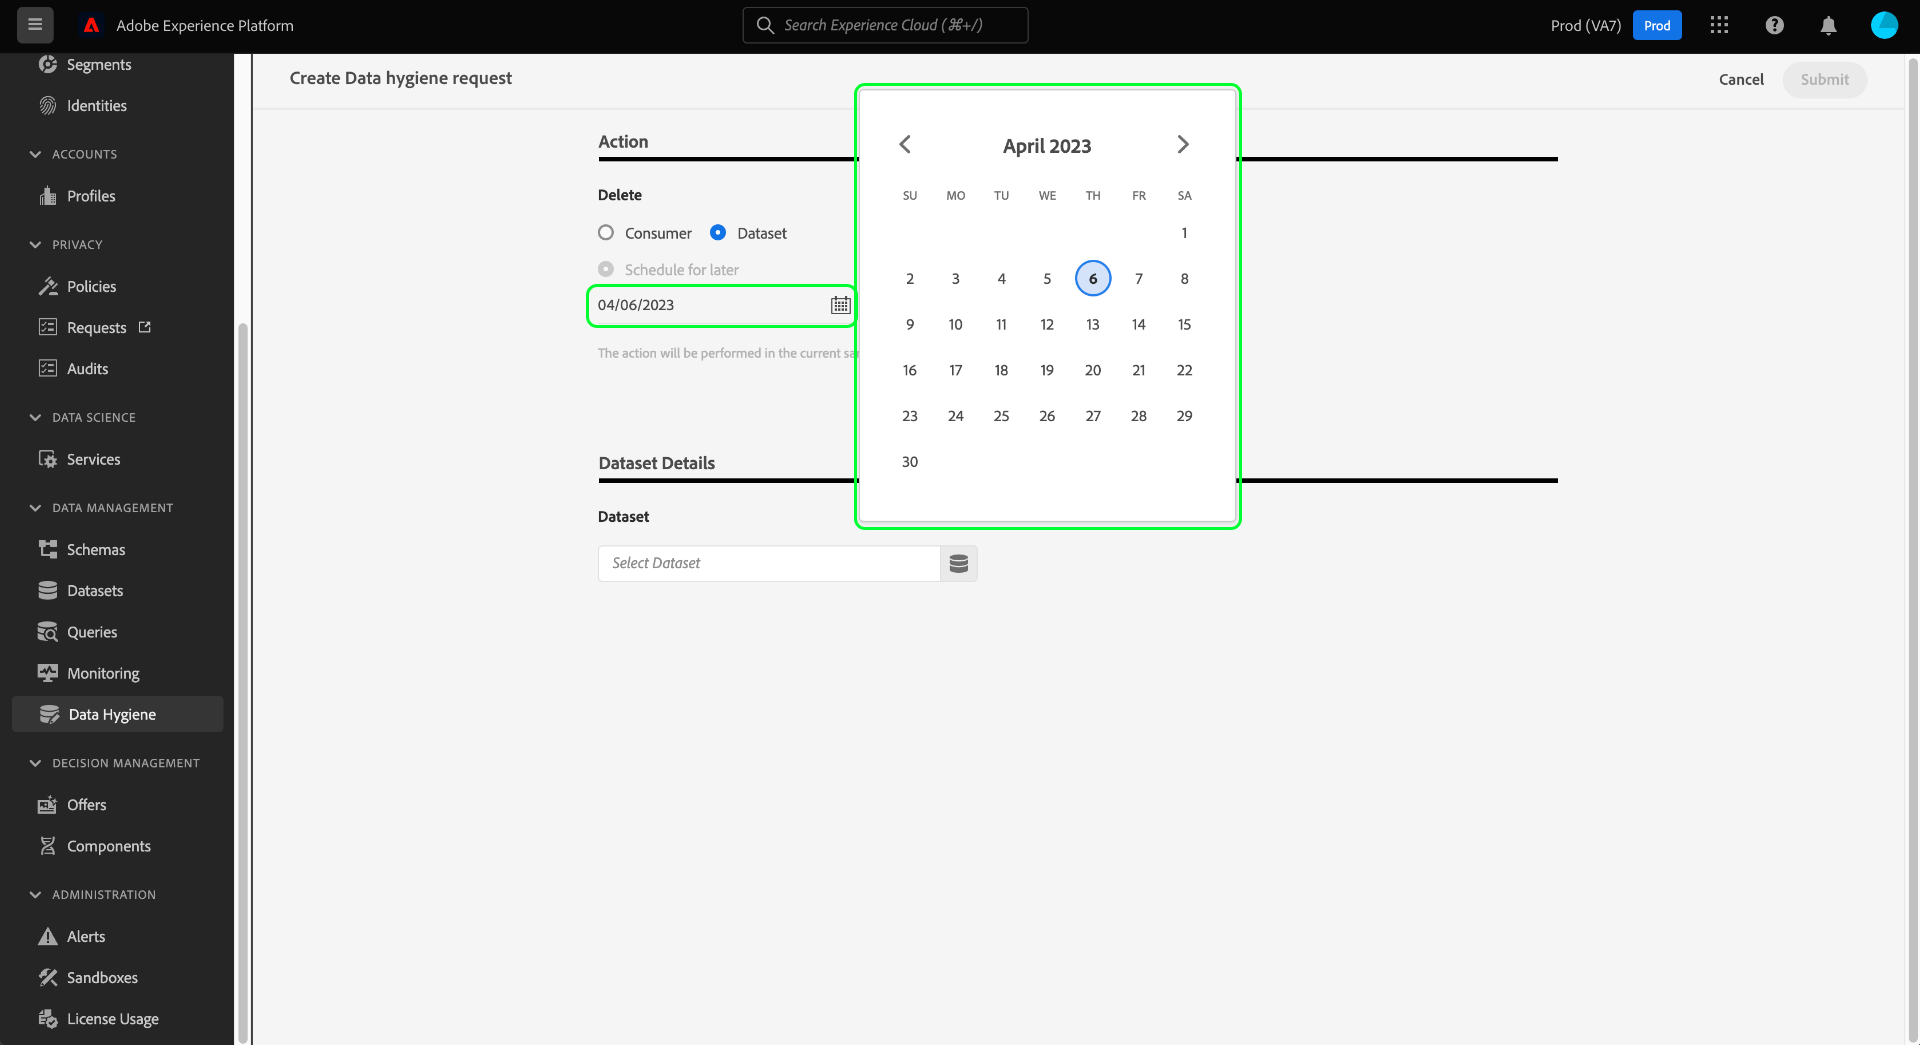 Adobe Experience Platform
Search Experience Cloud (⌘+/)
Prod (VA7)
Prod
Segments
Identities
ACCOUNTS
Profiles
PRIVACY
Policies
Requests
Audits
DATA SCIENCE
Services
DATA MANAGEMENT
Schemas
Datasets
Queries
Monitoring
Data Hygiene
DECISION MANAGEMENT
Offers
Components
ADMINISTRATION
Alerts
Sandboxes
License Usage
Create Data hygiene request
Cancel
Submit
Action
Delete
Consumer
Dataset
Schedule for later
04/06/2023
The action will be performed in the current
April 2023
SU MO TU WE TH FR SA
1
2 3 4 5 6 7 8
9 10 11 12 13 14 15
16 17 18 19 20 21 22
23 24 25 26 27 28 29
30
Dataset Details
Dataset
Select Dataset